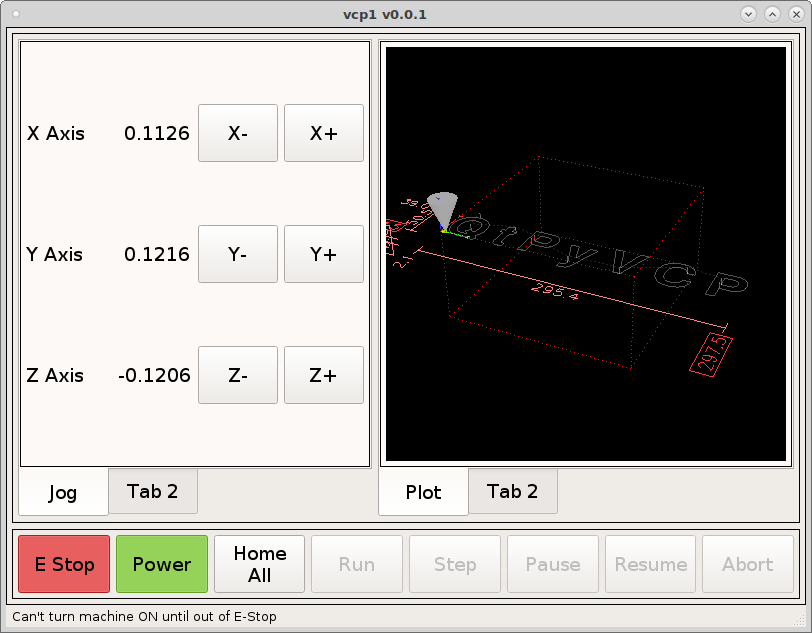 vcp1 v0.0.1
X Axis 0.1126 X- X+
Y Axis 0.1216 Y- Y+
Z Axis -0.1206 Z- Z+
QtPyVCP
295.4
297.5
Jog Tab 2
Plot Tab 2
E Stop Power Home All Run Step Pause Resume Abort
Can't turn machine ON until out of E-Stop